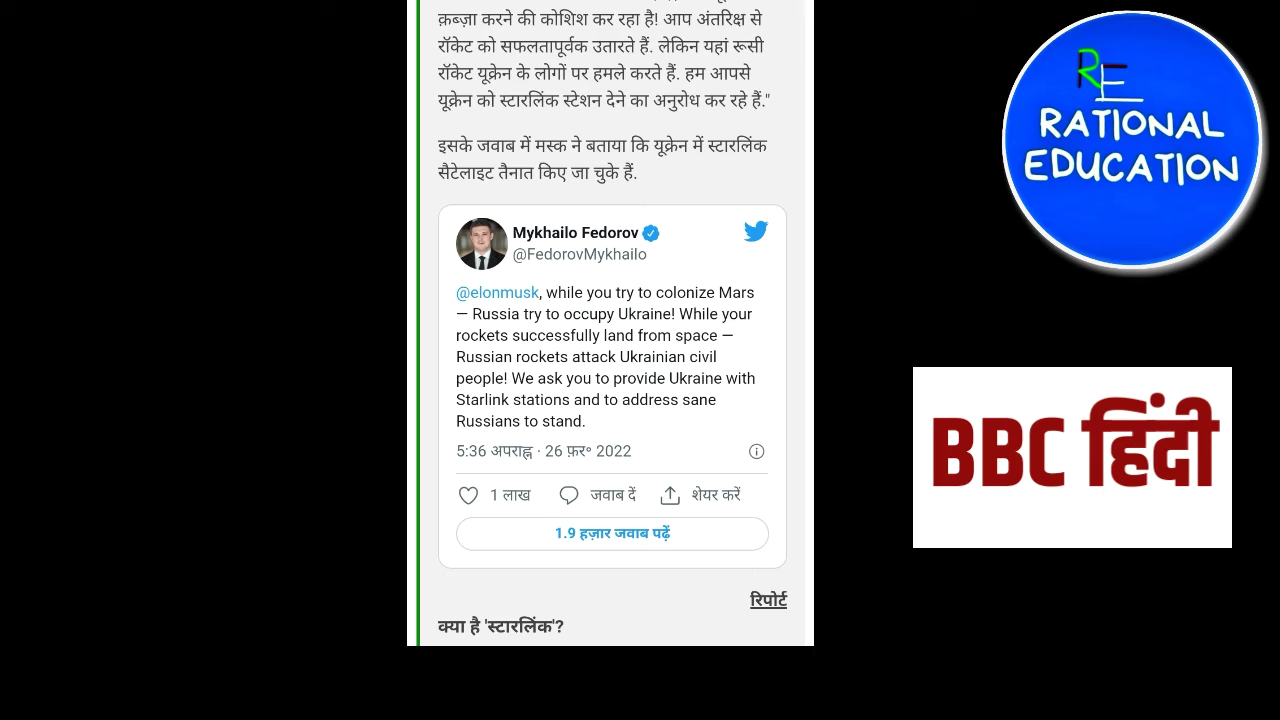 क़ब्ज़ा करने की कोशिश कर रहा है! आप अंतरिक्ष से
रॉकेट को सफलतापूर्वक उतारते हैं. लेकिन यहां रूसी
रॉकेट यूक्रेन के लोगों पर हमले करते हैं. हम आपसे
यूक्रेन को स्टारलिंक स्टेशन देने का अनुरोध कर रहे हैं."
इसके जवाब में मस्क ने बताया कि यूक्रेन में स्टारलिंक
सैटेलाइट तैनात किए जा चुके हैं.
Mykhailo Fedorov
@FedorovMykhailo
@elonmusk, while you try to colonize Mars
— Russia try to occupy Ukraine! While your
rockets successfully land from space —
Russian rockets attack Ukrainian civil
people! We ask you to provide Ukraine with
Starlink stations and to address sane
Russians to stand.
5:36 अपराह्न · 26 फ़र॰ 2022
1 लाख जवाब दें शेयर करें
1.9 हज़ार जवाब पढ़ें
रिपोर्ट
क्या है 'स्टारलिंक'?
RE
RATIONAL
EDUCATION
BBC हिंदी